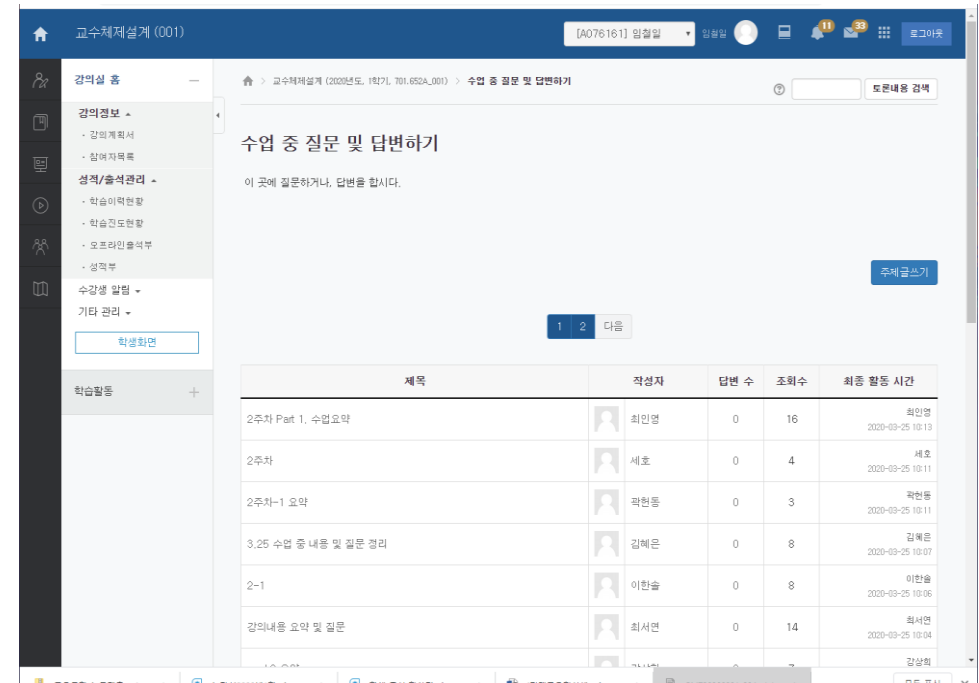 교수체제설계 (001)
[A076161] 임철일
임철일
11
33
로그아웃
강의실 홈
교수체제설계 (2020년도, 1학기, 701.652A_001) > 수업 중 질문 및 답변하기
토론내용 검색
강의정보
- 강의계획서
- 참여자목록
성적/출석관리
- 학습이력현황
- 학습진도현황
- 오프라인출석부
- 성적부
수강생 알림
기타 관리
학생화면
학습활동
수업 중 질문 및 답변하기
이 곳에 질문하거나, 답변을 합시다.
주제글쓰기
1 2 다음
제목 작성자 답변 수 조회수 최종 활동 시간
2주차 Part 1. 수업요약 최인영 0 16 최인영
2020-03-25 10:13
2주차 세호 0 4 세호
2020-03-25 10:11
2주차-1 요약 곽현동 0 3 곽현동
2020-03-25 10:11
3.25 수업 중 내용 및 질문 정리 김혜은 0 8 김혜은
2020-03-25 10:07
2-1 이한솔 0 8 이한솔
2020-03-25 10:06
강의내용 요약 및 질문 최서연 0 14 최서연
2020-03-25 10:04
강상희